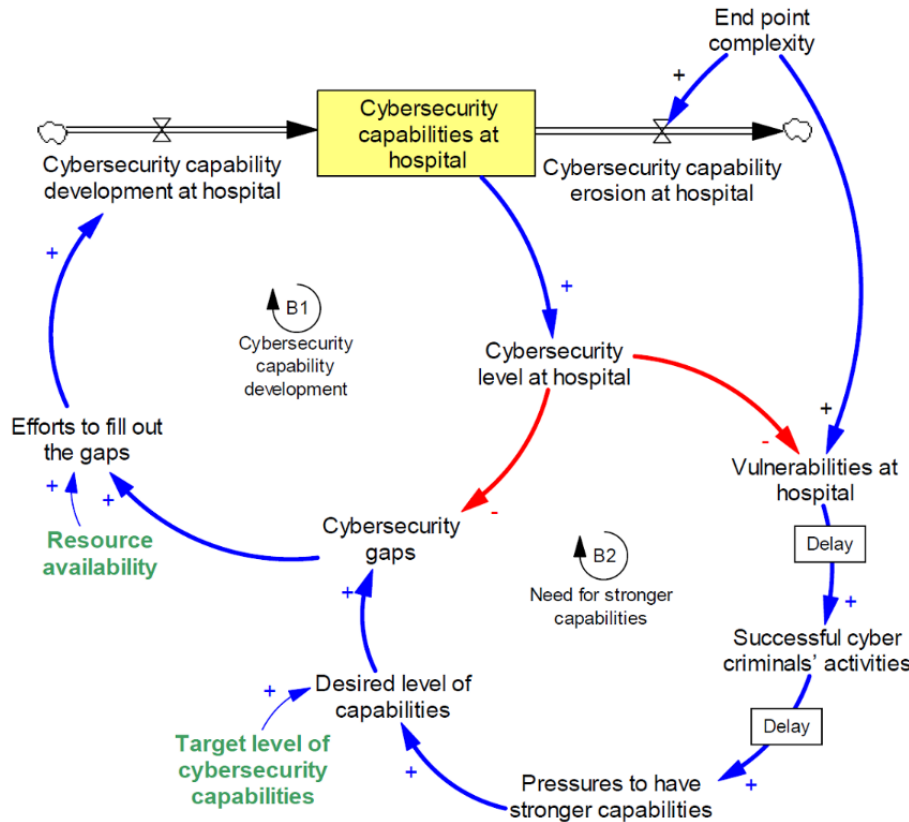 End point
complexity
+
Cybersecurity
capabilities at
hospital
Cybersecurity capability
development at hospital
Cybersecurity capability
erosion at hospital
+
+
B1
Cybersecurity
capability
development
Cybersecurity
level at hospital
Efforts to fill out
the gaps
+
-
Vulnerabilities at
hospital
+
+
-
Resource
availability
Cybersecurity
gaps
Delay
B2
Need for stronger
capabilities
+
+
Successful cyber
criminals' activities
Desired level of
capabilities
+
Delay
Target level of
cybersecurity
capabilities
+
+
Pressures to have
stronger capabilities